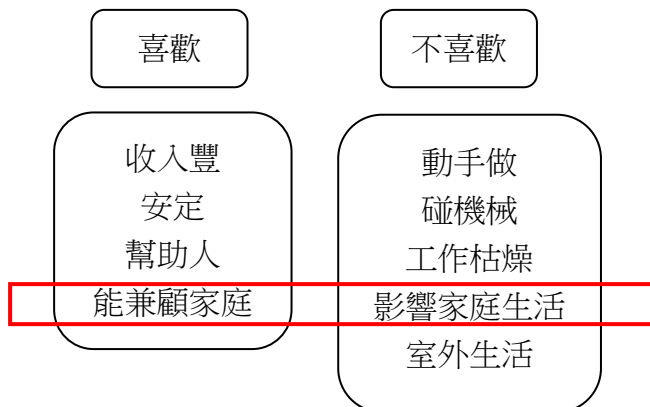 喜歡
不喜歡
收入豐
安定
幫助人
能兼顧家庭
動手做
碰機械
工作枯燥
影響家庭生活
室外生活